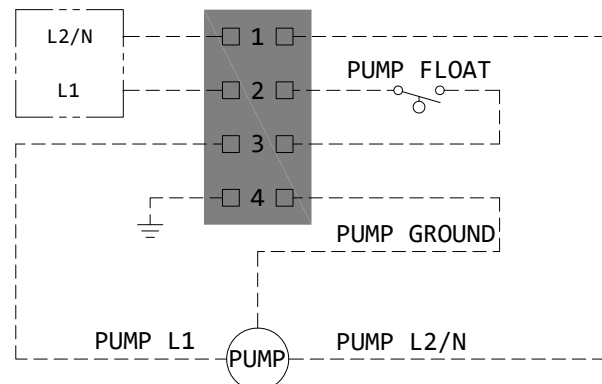 L2/N 1
PUMP FLOAT
L1 2
3
4
PUMP GROUND
PUMP L1 PUMP PUMP L2/N